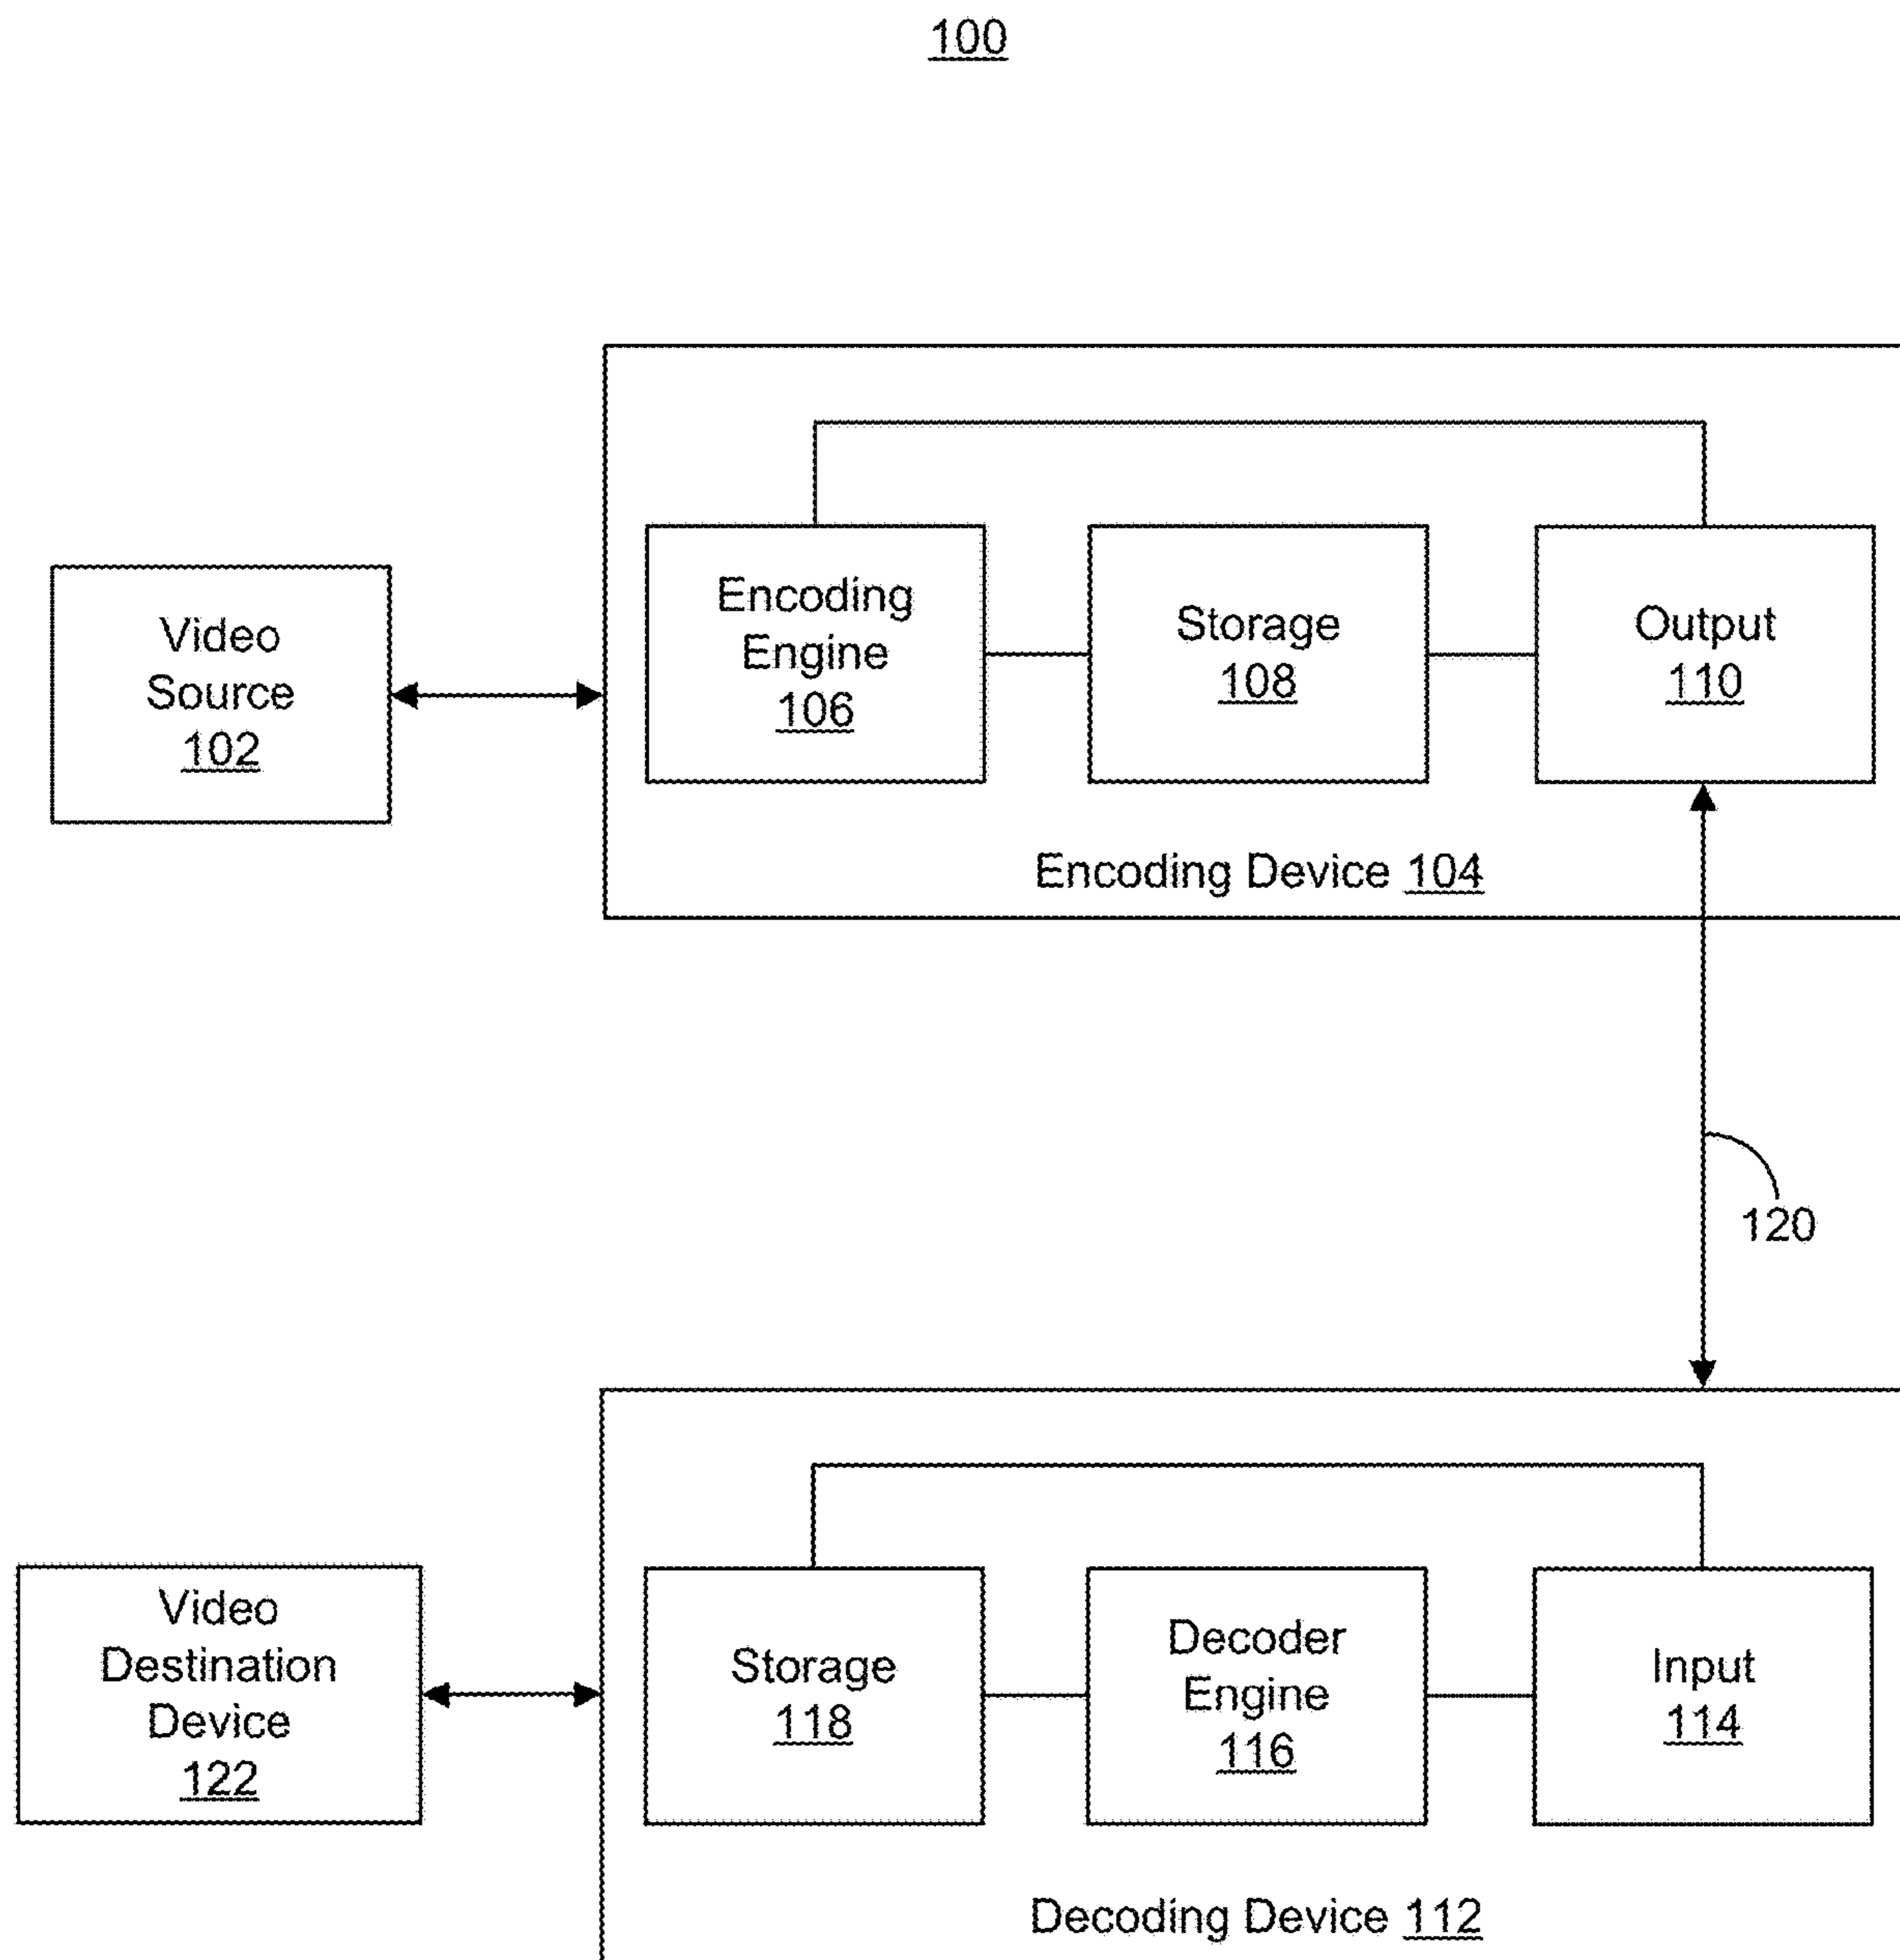 100
Video
Source
102
Encoding
Engine
106
Storage
108
Output
110
Encoding Device 104
120
Video
Destination
Device
122
Storage
118
Decoder
Engine
116
Input
114
Decoding Device 112